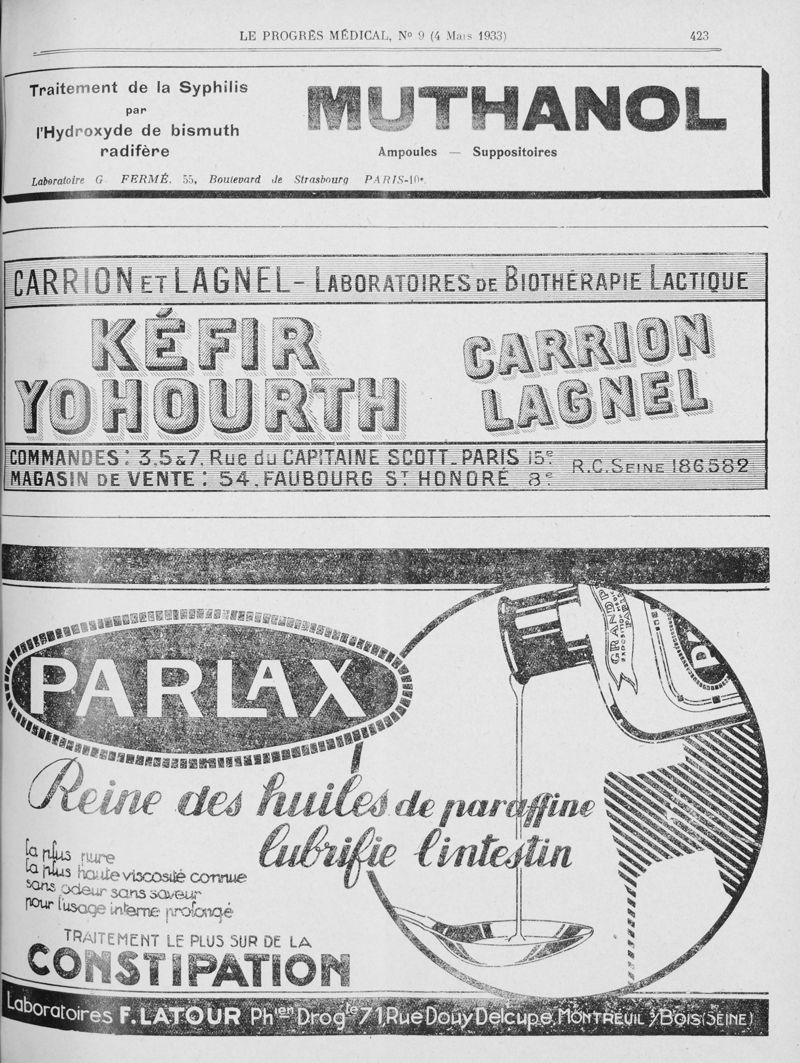 LE PROGRÈS MÉDICAL, Nº 9 (4 Mars 1933) 423
Traitement de la Syphilis
par
l'Hydroxyde de bismuth
radifère
MUTHANOL
Ampoules — Suppositoires
Laboratoire G. FERMÉ. 55, Boulevard de Strasbourg PARIS-10e.
CARRION ET LAGNEL - LABORATOIRES DE BIOTHÉRAPIE LACTIQUE
KÉFIR
YOHOURTH
CARRION
LAGNEL
COMMANDES: 3.5&7. Rue du CAPITAINE SCOTT. PARIS 15e
MAGASIN DE VENTE: 54. FAUBOURG ST HONORÉ 8e
R.C. SEINE 186.582
PARLAX
GRAND P
EXPOSITION
PAR
Reine des huiles de paraffine
lubrifie l'intestin
la plus pure
la plus haute viscosité connue
sans odeur sans saveur
pour l'usage interne prolongé
TRAITEMENT LE PLUS SUR DE LA
CONSTIPATION
Laboratoires F. LATOUR Phien Drogte 71, Rue Douy Delcupe. MONTREUIL S/BOIS (SEINE)